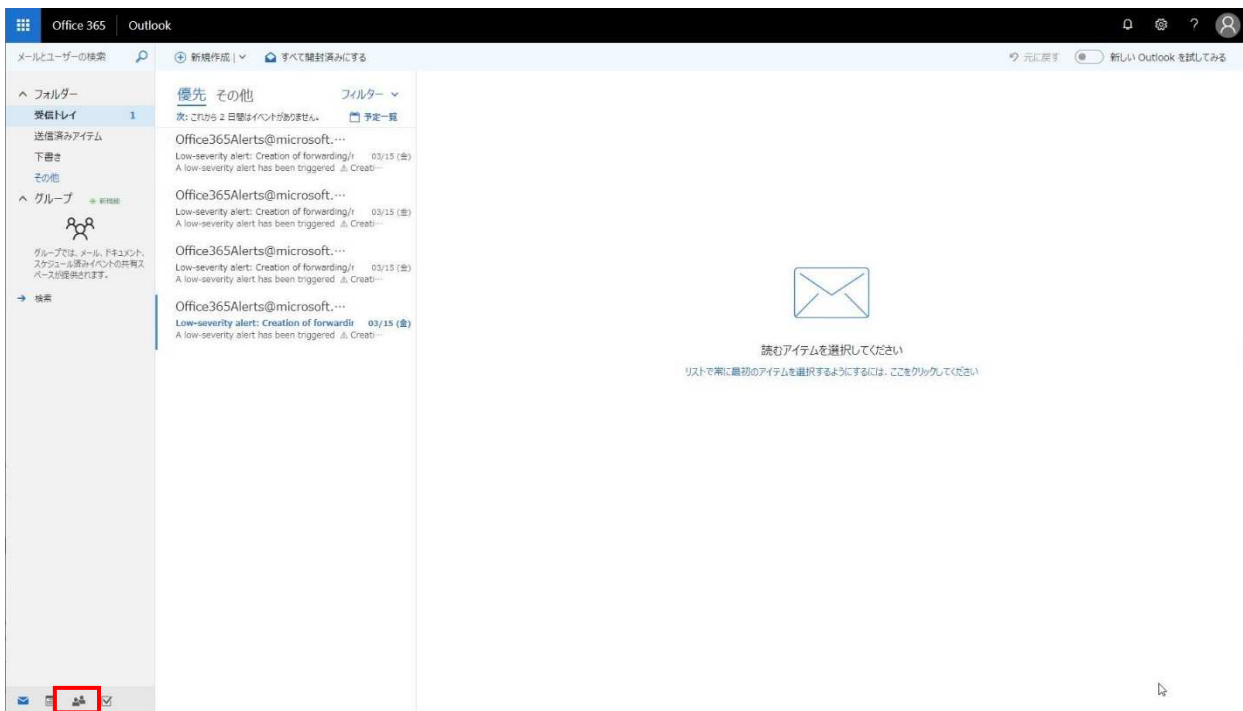 Office 365 Outlook ?
メールとユーザーの検索
新規作成 すべて開封済みにする 元に戻す 新しい Outlook を試してみる
フォルダー
受信トレイ 1
送信済みアイテム
下書き
その他
グループ 新機能
グループでは、メール、ドキュメント、
スケジュール済みイベントの共有ス
ペースが提供されます。
検索
優先 その他 フィルター
次: これから 2 日間はイベントがありません。 予定一覧
Office365Alerts@microsoft.…
Low-severity alert: Creation of forwarding/r 03/15 (金)
A low-severity alert has been triggered ⚠ Creati…
Office365Alerts@microsoft.…
Low-severity alert: Creation of forwarding/r 03/15 (金)
A low-severity alert has been triggered ⚠ Creati…
Office365Alerts@microsoft.…
Low-severity alert: Creation of forwarding/r 03/15 (金)
A low-severity alert has been triggered ⚠ Creati…
Office365Alerts@microsoft.…
Low-severity alert: Creation of forwardir 03/15 (金)
A low-severity alert has been triggered ⚠ Creati…
読むアイテムを選択してください
リストで常に最初のアイテムを選択するようにするには、ここをクリックしてください